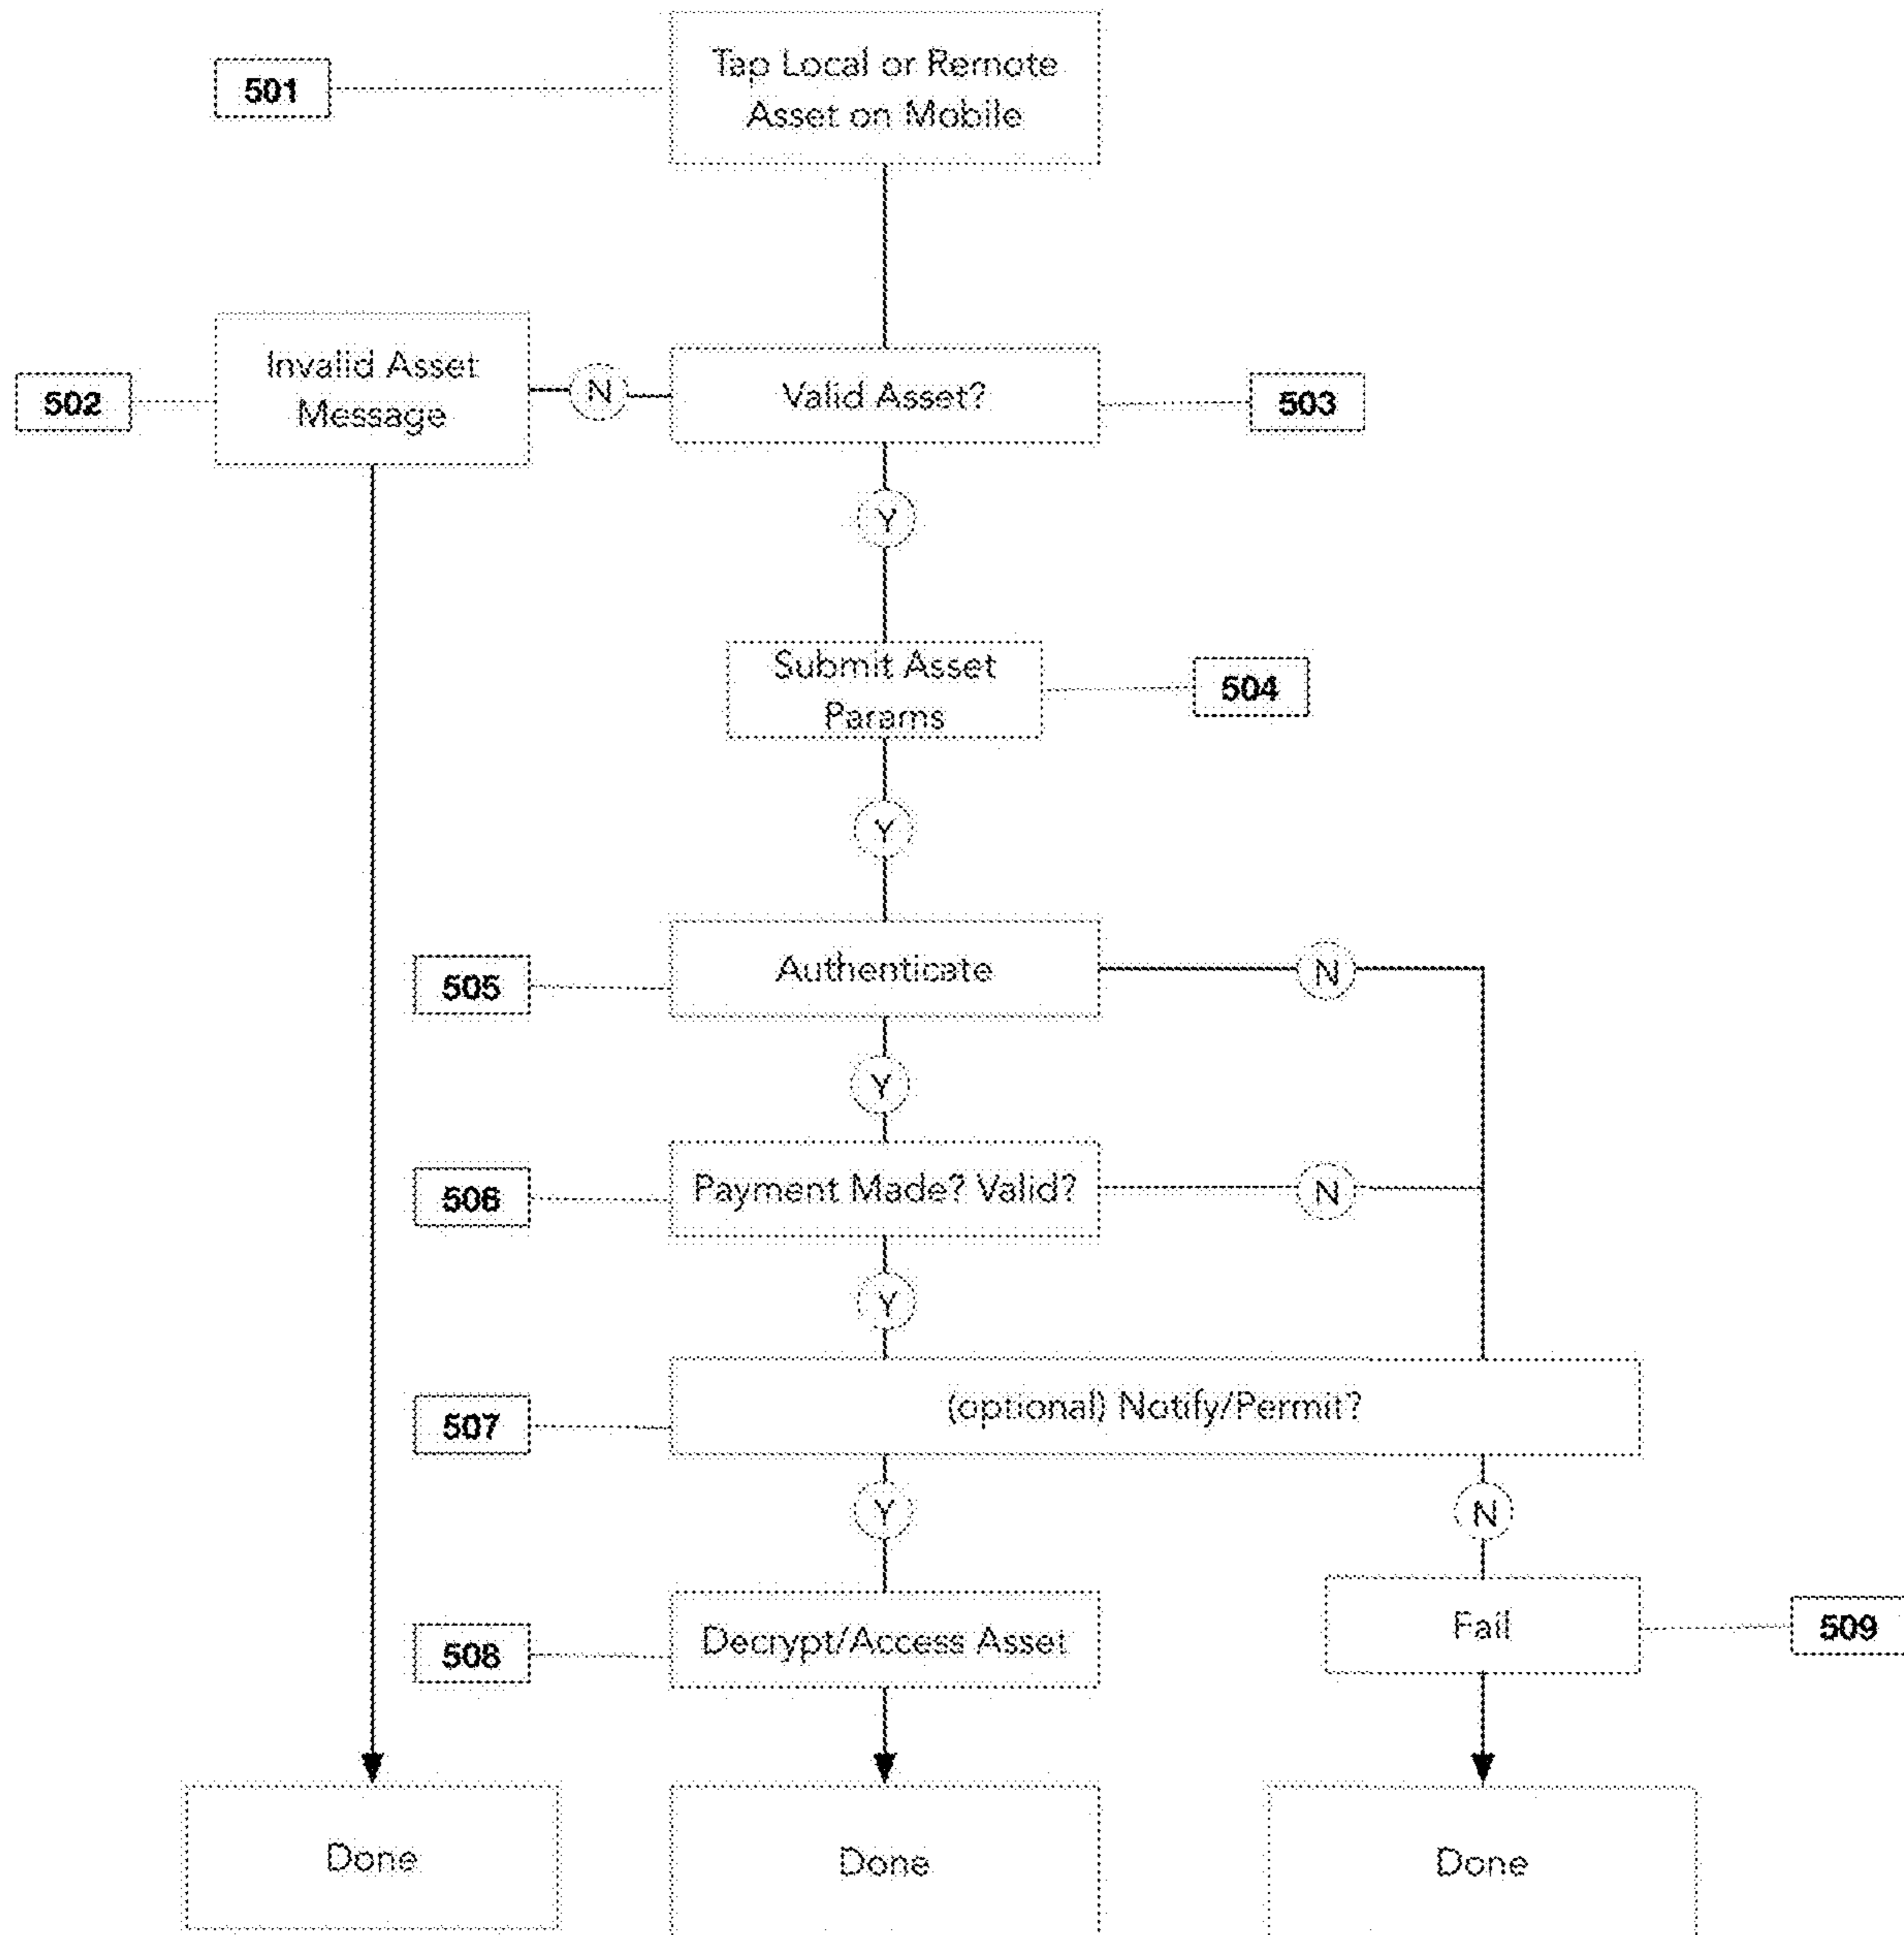 Tap Local or Remote
Asset on Mobile
501
Invalid Asset
Message
N
Valid Asset?
502
503
Y
Submit Asset
Params
504
Y
Authenticate
N
505
Y
Payment Made? Valid?
N
506
Y
(optional) Notify/Permit?
507
Y
N
Decrypt/Access Asset
Fail
508
509
Done
Done
Done